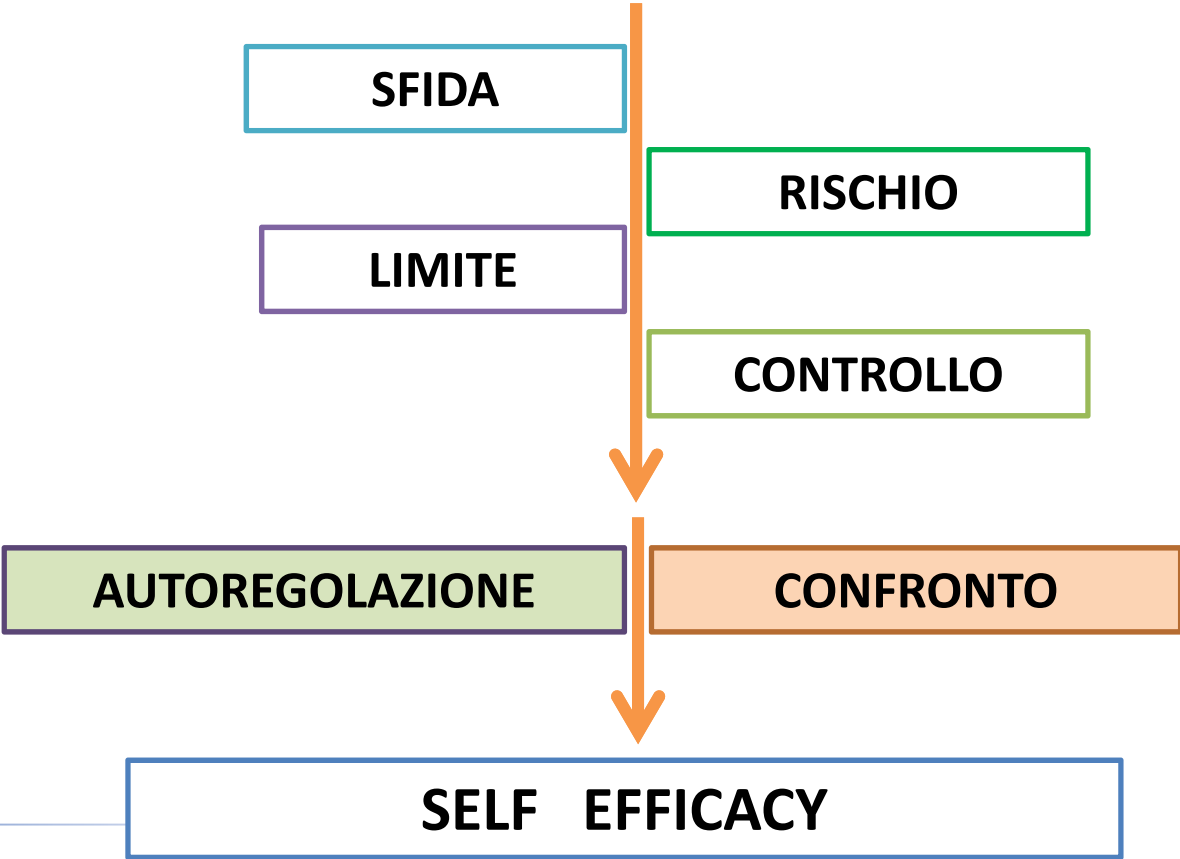 SFIDA
RISCHIO
LIMITE
CONTROLLO
AUTOREGOLAZIONE
CONFRONTO
SELF EFFICACY